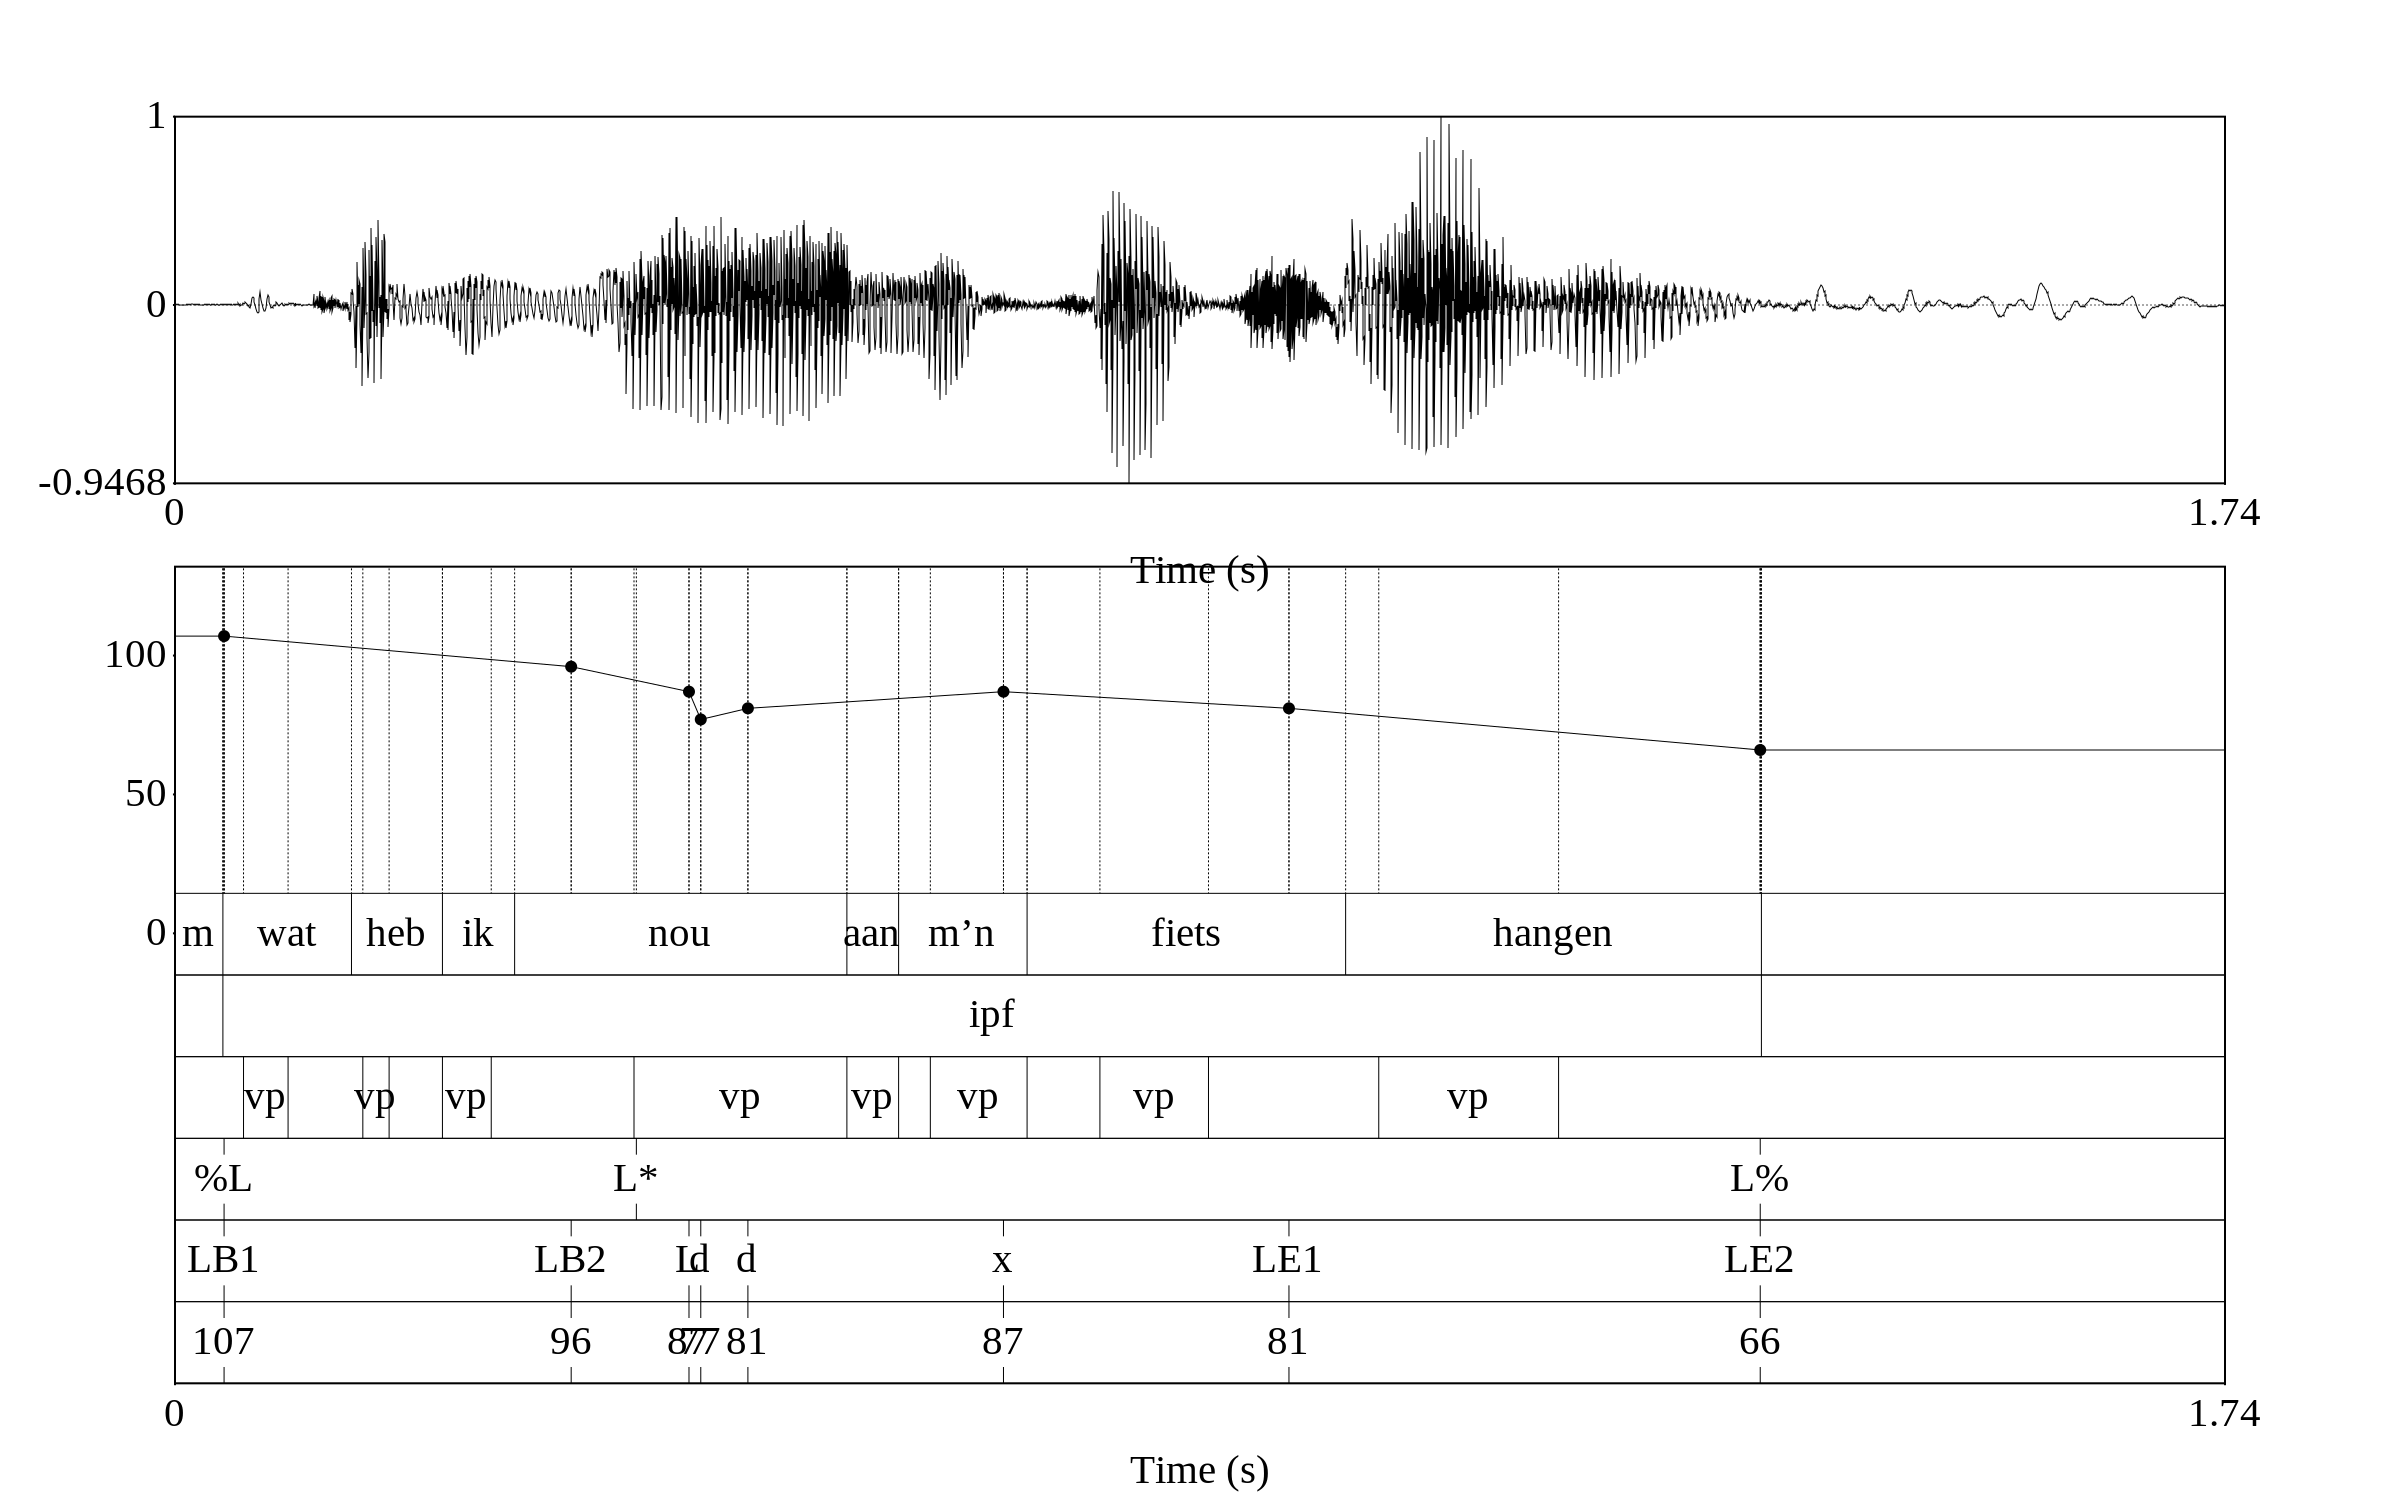 1
0
-0.9468
0 1.74
Time (s)
100
50
0
m wat heb ik nou aan m’n fiets hangen
ipf
vp vp vp vp vp vp vp vp
%L L* L%
LB1 LB2 L d d x LE1 LE2
107 96 87 77 81 87 81 66
0 1.74
Time (s)